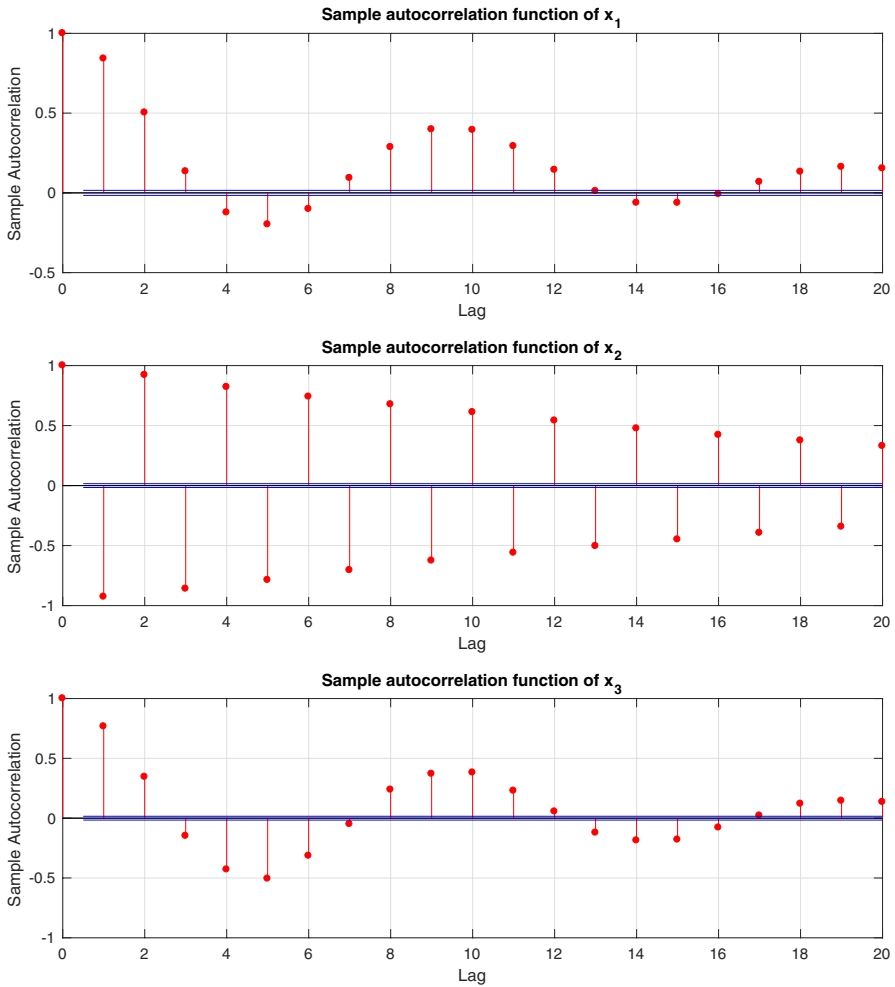 Sample autocorrelation function of x1
Sample Autocorrelation
1
0.5
0
-0.5
0 2 4 6 8 10 12 14 16 18 20
Lag
Sample autocorrelation function of x2
Sample Autocorrelation
1
0.5
0
-0.5
-1
0 2 4 6 8 10 12 14 16 18 20
Lag
Sample autocorrelation function of x3
Sample Autocorrelation
1
0.5
0
-0.5
-1
0 2 4 6 8 10 12 14 16 18 20
Lag